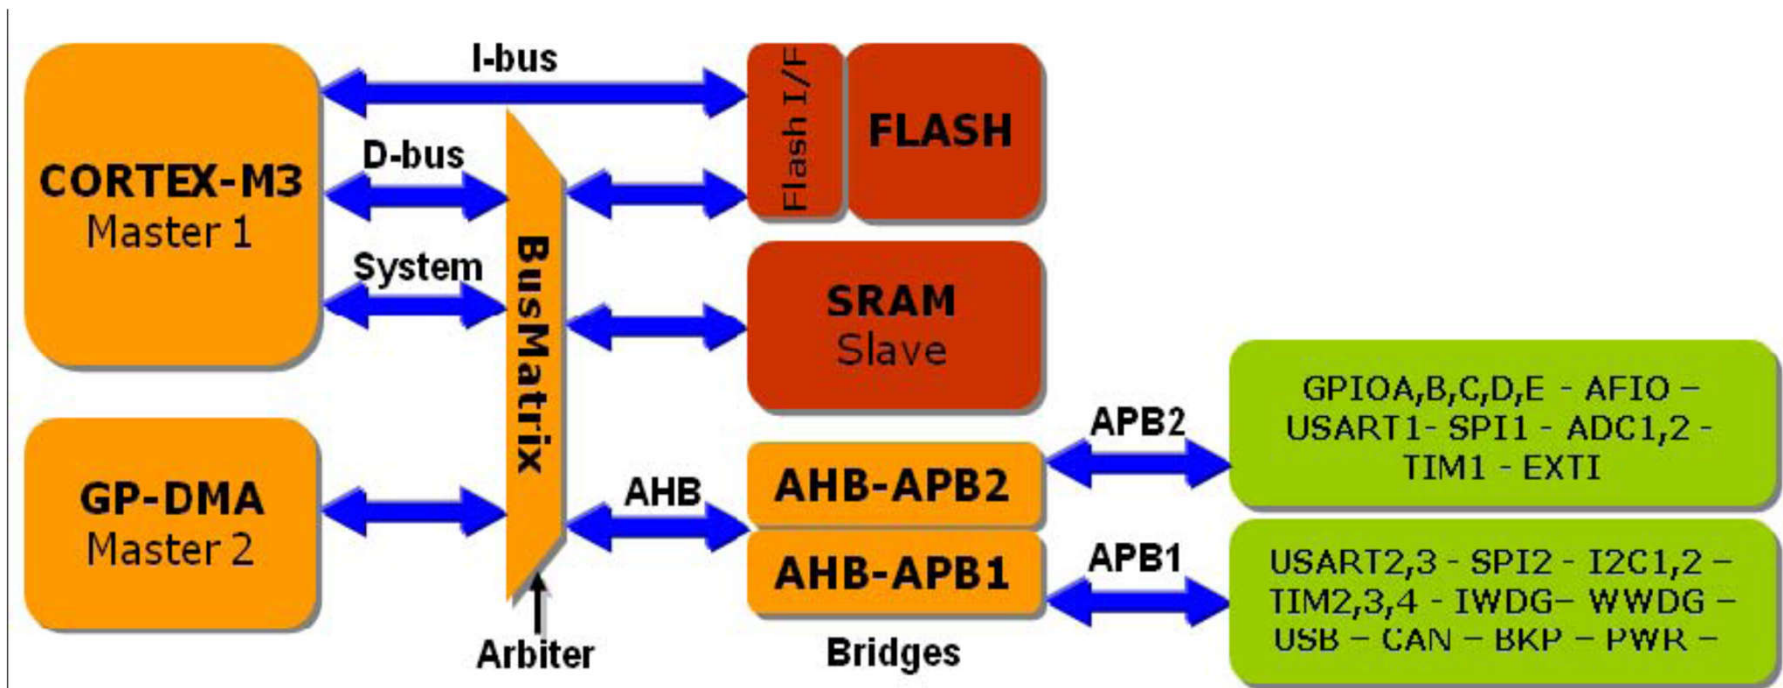 I-bus
Flash I/F
FLASH
D-bus
CORTEX-M3
Master 1
System
BusMatrix
SRAM
Slave
GPIOA,B,C,D,E - AFIO –
USART1- SPI1 - ADC1,2 -
TIM1 - EXTI
APB2
GP-DMA
Master 2
AHB
AHB-APB2
AHB-APB1
APB1
USART2,3 - SPI2 - I2C1,2 –
TIM2,3,4 - IWDG– WWDG –
USB – CAN – BKP – PWR –
Arbiter
Bridges